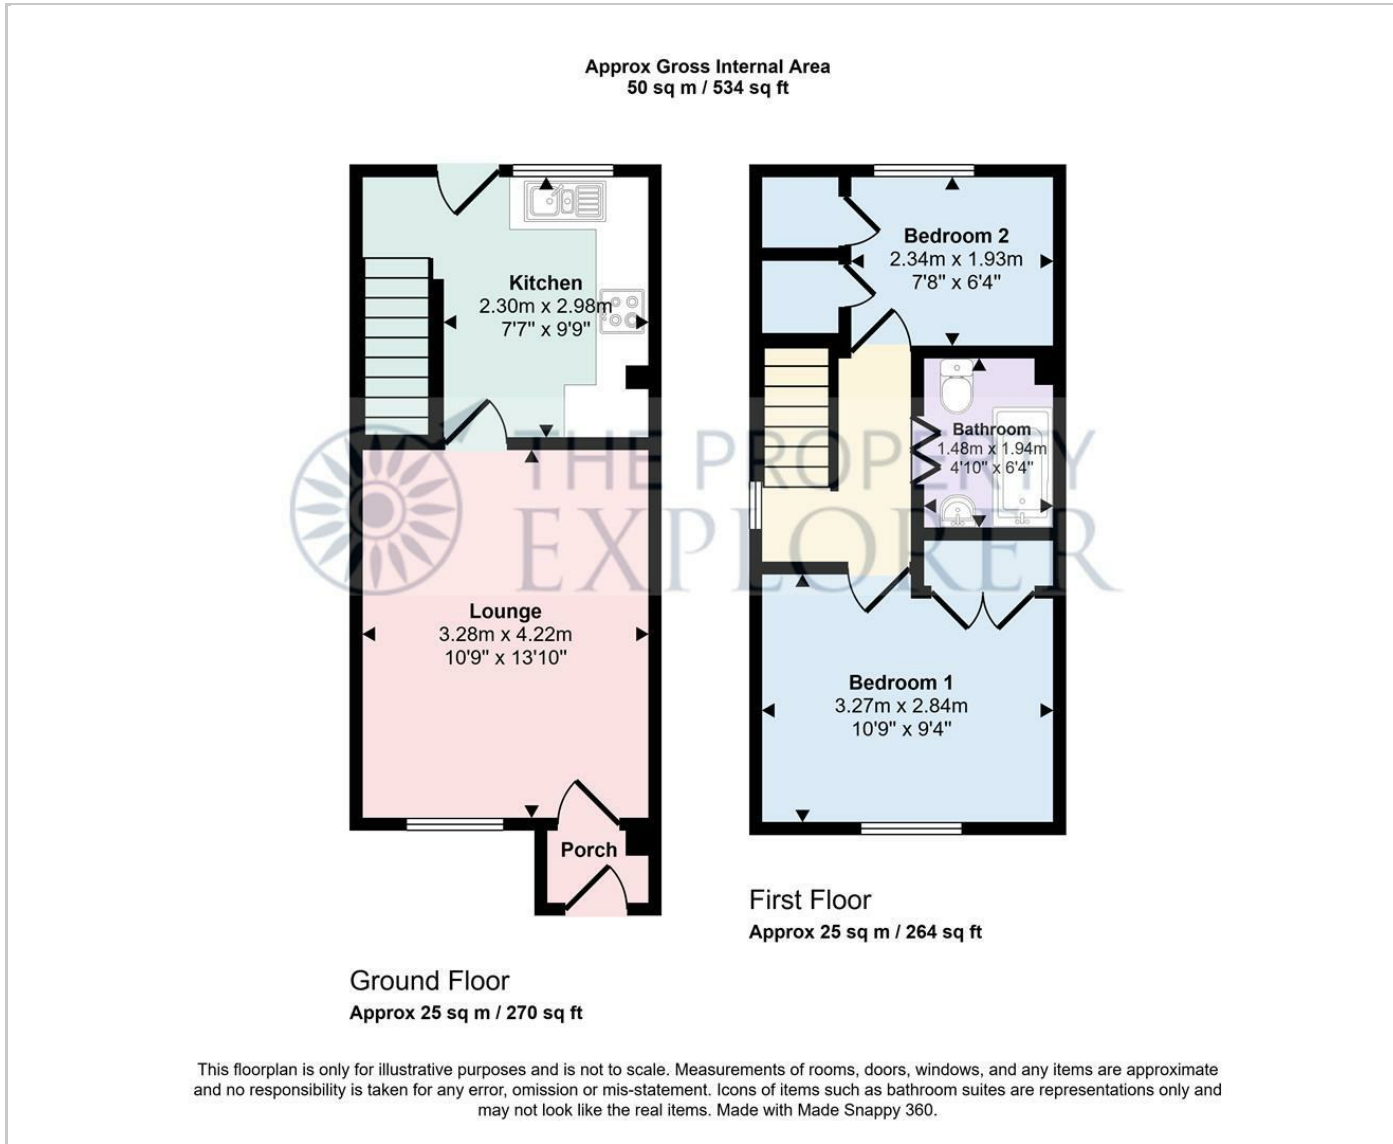 Approx Gross Internal Area
50 sq m / 534 sq ft
Kitchen
2.30m x 2.98m
7'7" x 9'9"
Lounge
3.28m x 4.22m
10'9" x 13'10"
Porch
Ground Floor
Approx 25 sq m / 270 sq ft
Bedroom 2
2.34m x 1.93m
7'8" x 6'4"
Bathroom
1.48m x 1.94m
4'10" x 6'4"
Bedroom 1
3.27m x 2.84m
10'9" x 9'4"
First Floor
Approx 25 sq m / 264 sq ft
THE PROPERTY
EXPLORER
This floorplan is only for illustrative purposes and is not to scale. Measurements of rooms, doors, windows, and any items are approximate
and no responsibility is taken for any error, omission or mis-statement. Icons of items such as bathroom suites are representations only and
may not look like the real items. Made with Made Snappy 360.